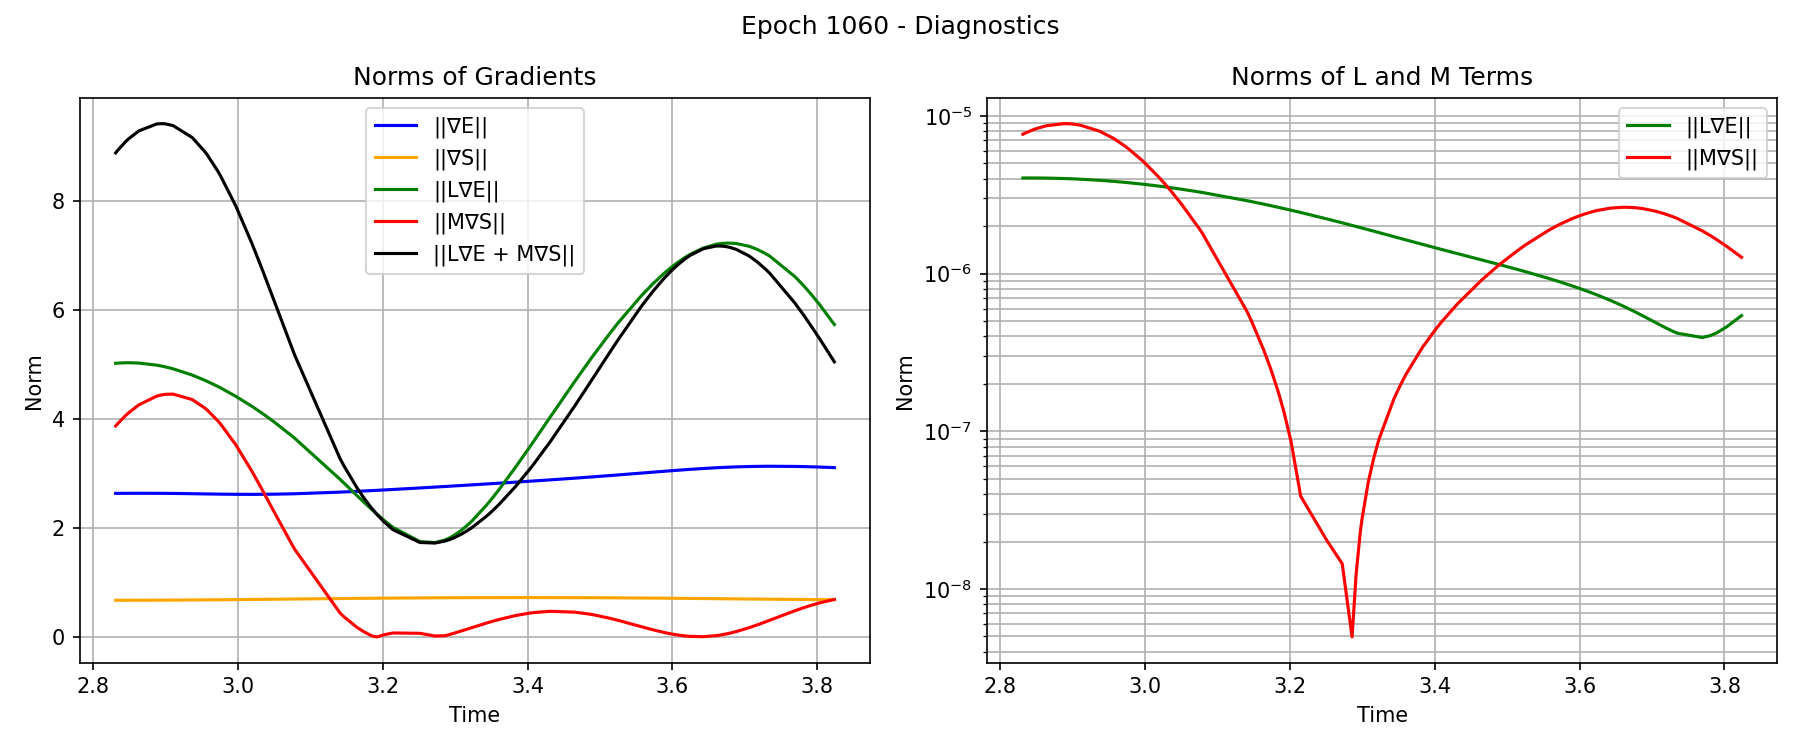 Epoch 1060 - Diagnostics
Norms of Gradients
Norm
8
6
4
2
0
||∇E||
||∇S||
||L∇E||
||M∇S||
||L∇E + M∇S||
2.8 3.0 3.2 3.4 3.6 3.8
Time
Norms of L and M Terms
Norm
10⁻⁵
10⁻⁶
10⁻⁷
10⁻⁸
||L∇E||
||M∇S||
2.8 3.0 3.2 3.4 3.6 3.8
Time